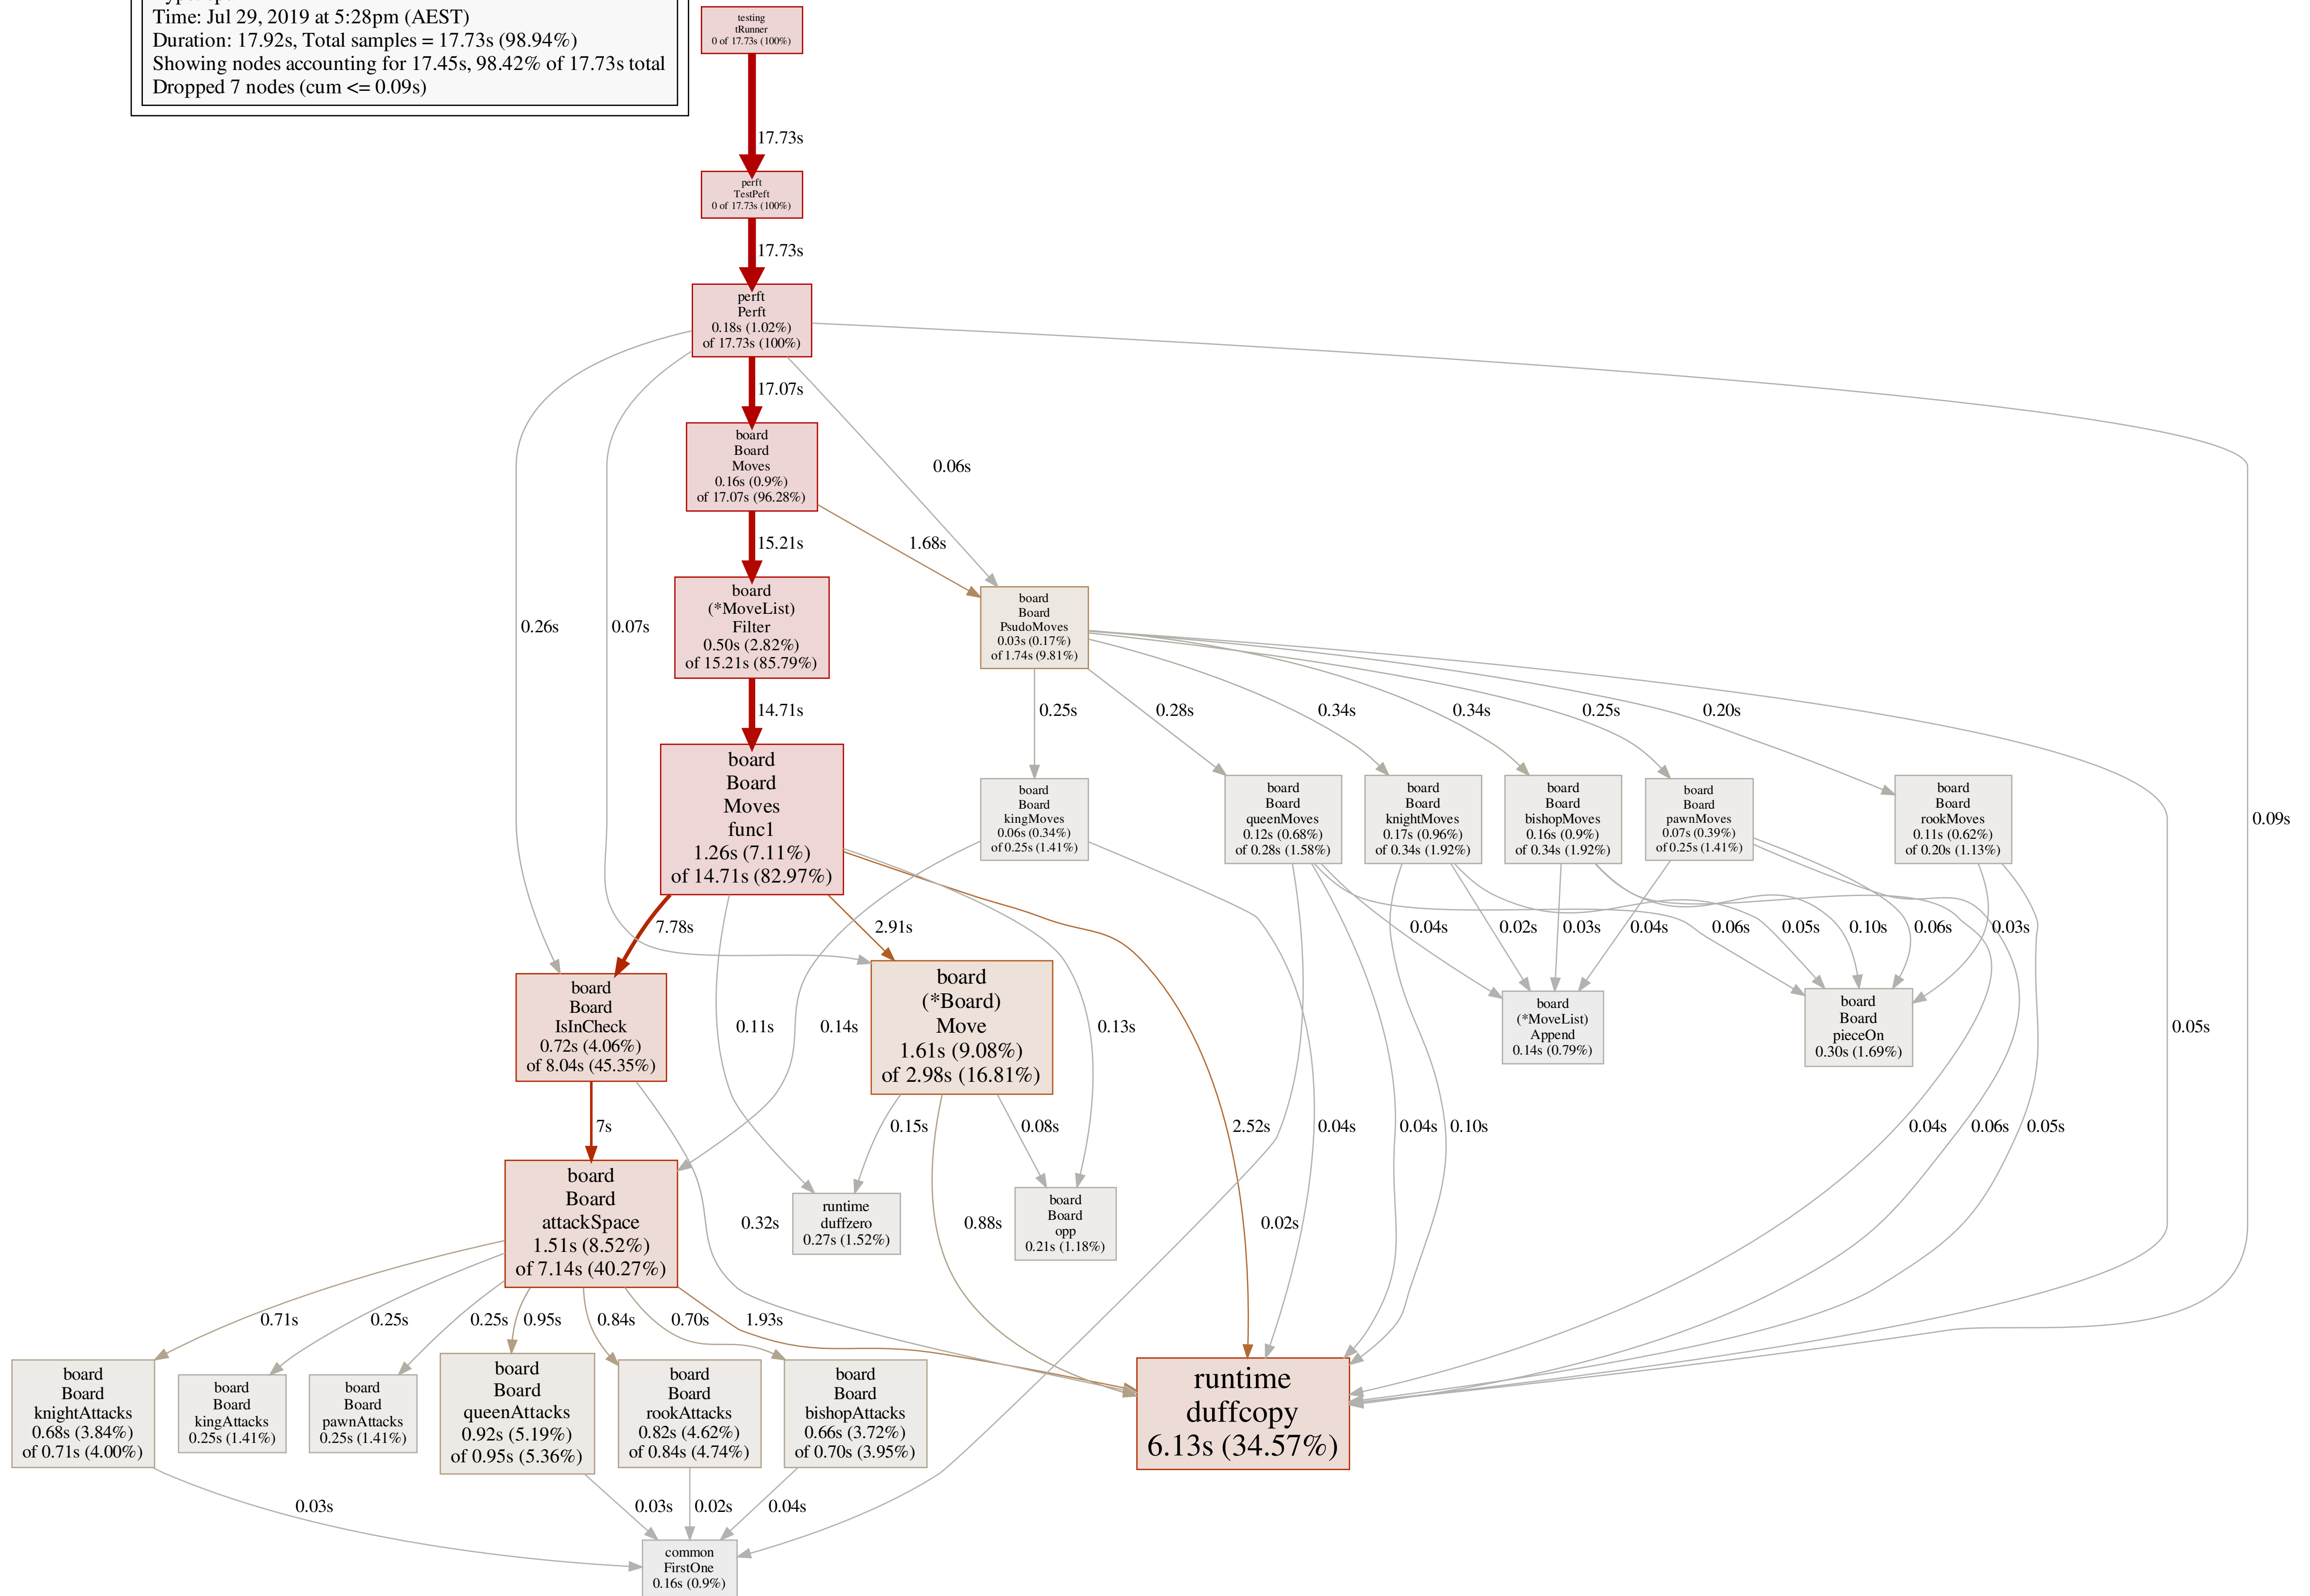 Time: Jul 29, 2019 at 5:28pm (AEST)
Duration: 17.92s, Total samples = 17.73s (98.94%)
Showing nodes accounting for 17.45s, 98.42% of 17.73s total
Dropped 7 nodes (cum <= 0.09s)
testing
tRunner
0 of 17.73s (100%)
17.73s
perft
TestPeft
0 of 17.73s (100%)
17.73s
perft
Perft
0.18s (1.02%)
of 17.73s (100%)
17.07s
board
Board
Moves
0.16s (0.9%)
of 17.07s (96.28%)
0.06s
15.21s
1.68s
board
(*MoveList)
Filter
0.50s (2.82%)
of 15.21s (85.79%)
0.26s
0.07s
board
Board
PsudoMoves
0.03s (0.17%)
of 1.74s (9.81%)
14.71s
0.25s
0.28s
0.34s
0.34s
0.25s
0.20s
board
Board
Moves
func1
1.26s (7.11%)
of 14.71s (82.97%)
board
Board
kingMoves
0.06s (0.34%)
of 0.25s (1.41%)
board
Board
queenMoves
0.12s (0.68%)
of 0.28s (1.58%)
board
Board
knightMoves
0.17s (0.96%)
of 0.34s (1.92%)
board
Board
bishopMoves
0.16s (0.9%)
of 0.34s (1.92%)
board
Board
pawnMoves
0.07s (0.39%)
of 0.25s (1.41%)
board
Board
rookMoves
0.11s (0.62%)
of 0.20s (1.13%)
0.09s
7.78s
2.91s
0.04s
0.02s
0.03s
0.04s
0.06s
0.05s
0.10s
0.06s
0.03s
board
Board
IsInCheck
0.72s (4.06%)
of 8.04s (45.35%)
0.11s
0.14s
board
(*Board)
Move
1.61s (9.08%)
of 2.98s (16.81%)
0.13s
board
(*MoveList)
Append
0.14s (0.79%)
board
Board
pieceOn
0.30s (1.69%)
0.05s
7s
0.15s
0.08s
2.52s
0.04s
0.04s
0.10s
0.04s
0.06s
0.05s
board
Board
attackSpace
1.51s (8.52%)
of 7.14s (40.27%)
0.32s
runtime
duffzero
0.27s (1.52%)
0.88s
board
Board
opp
0.21s (1.18%)
0.02s
0.71s
0.25s
0.25s
0.95s
0.84s
0.70s
1.93s
board
Board
knightAttacks
0.68s (3.84%)
of 0.71s (4.00%)
board
Board
kingAttacks
0.25s (1.41%)
board
Board
pawnAttacks
0.25s (1.41%)
board
Board
queenAttacks
0.92s (5.19%)
of 0.95s (5.36%)
board
Board
rookAttacks
0.82s (4.62%)
of 0.84s (4.74%)
board
Board
bishopAttacks
0.66s (3.72%)
of 0.70s (3.95%)
runtime
duffcopy
6.13s (34.57%)
0.03s
0.03s
0.02s
0.04s
common
FirstOne
0.16s (0.9%)